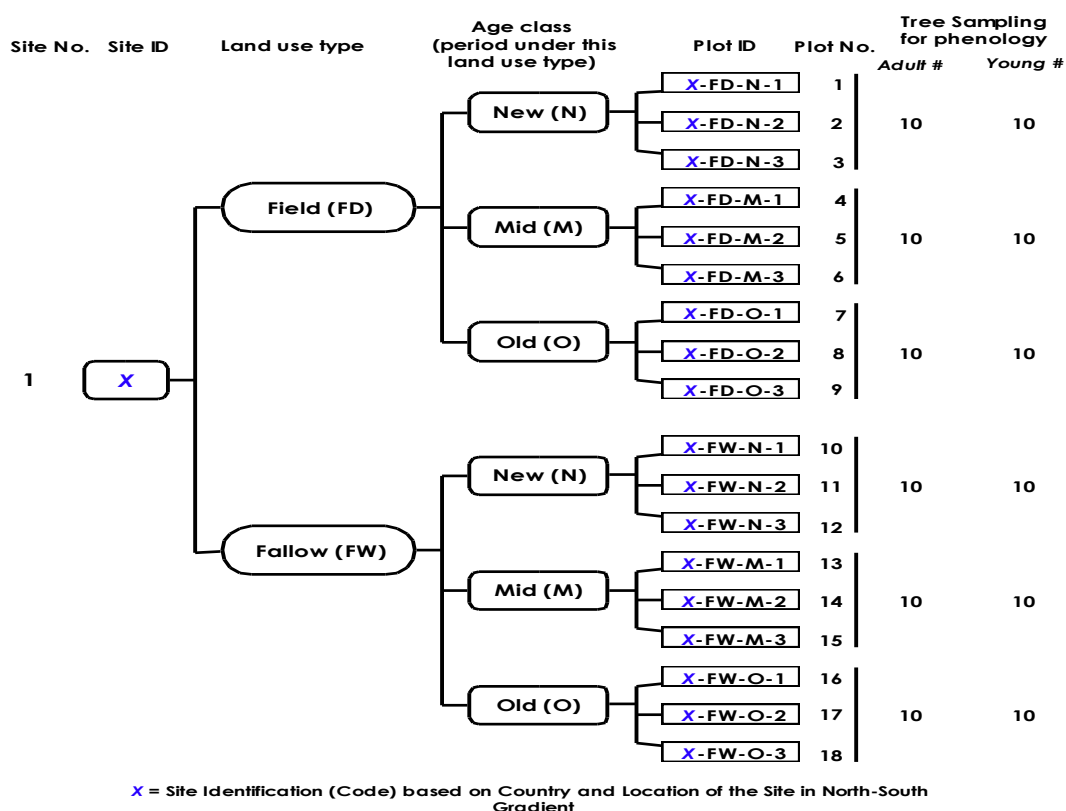 Site No. Site ID Land use type Age class (period under this land use type) Plot ID Plot No. Tree Sampling for phenology
Adult # Young #
New (N)
X-FD-N-1 1
X-FD-N-2 2 10 10
X-FD-N-3 3
Field (FD)
Mid (M)
X-FD-M-1 4
X-FD-M-2 5 10 10
X-FD-M-3 6
Old (O)
X-FD-O-1 7
X-FD-O-2 8 10 10
X-FD-O-3 9
1 X
New (N)
X-FW-N-1 10
X-FW-N-2 11 10 10
X-FW-N-3 12
Fallow (FW)
Mid (M)
X-FW-M-1 13
X-FW-M-2 14 10 10
X-FW-M-3 15
Old (O)
X-FW-O-1 16
X-FW-O-2 17 10 10
X-FW-O-3 18
X = Site Identification (Code) based on Country and Location of the Site in North-South
Gradient